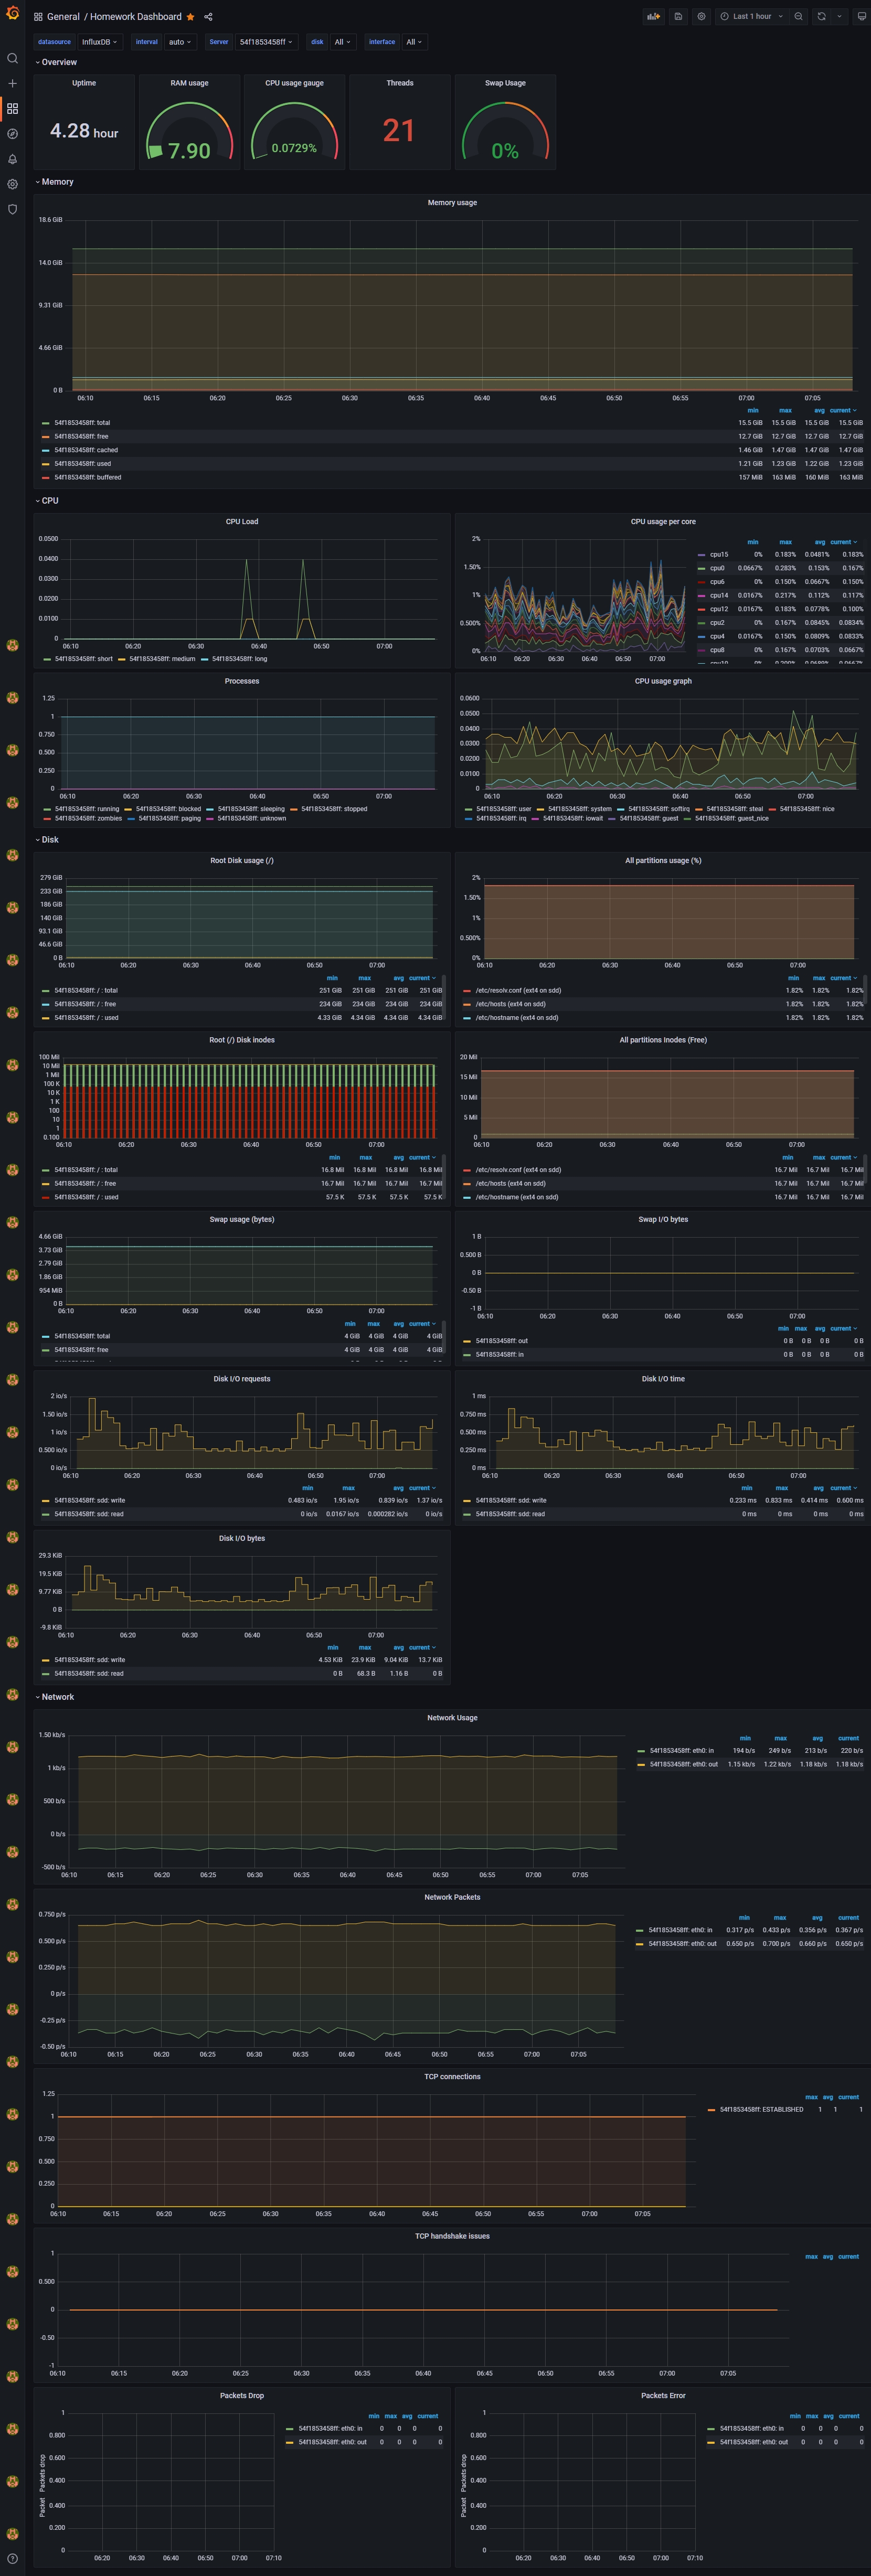 General / Homework Dashboard
Last 1 hour
datasource InfluxDB interval auto Server 54f1853458ff disk All interface All
Overview
Uptime
4.28 hour
RAM usage
7.90
CPU usage gauge
0.0729%
Threads
21
Swap Usage
0%
Memory
Memory usage
18.6 GiB
14.0 GiB
9.31 GiB
4.66 GiB
0 B
06:10 06:15 06:20 06:25 06:30 06:35 06:40 06:45 06:50 06:55 07:00 07:05
min max avg current
54f1853458ff: total 15.5 GiB 15.5 GiB 15.5 GiB 15.5 GiB
54f1853458ff: free 12.7 GiB 12.7 GiB 12.7 GiB 12.7 GiB
54f1853458ff: cached 1.46 GiB 1.47 GiB 1.47 GiB 1.47 GiB
54f1853458ff: used 1.21 GiB 1.23 GiB 1.22 GiB 1.23 GiB
54f1853458ff: buffered 157 MiB 163 MiB 160 MiB 163 MiB
CPU
CPU Load
0.0500
0.0400
0.0300
0.0200
0.0100
0
06:10 06:20 06:30 06:40 06:50 07:00
54f1853458ff: short 54f1853458ff: medium 54f1853458ff: long
CPU usage per core
2%
1.50%
1%
0.500%
0%
06:10 06:20 06:30 06:40 06:50 07:00
min max avg current
cpu15 0% 0.183% 0.0481% 0.183%
cpu0 0.0667% 0.283% 0.153% 0.167%
cpu6 0% 0.150% 0.0667% 0.150%
cpu14 0.0167% 0.217% 0.112% 0.117%
cpu12 0.0167% 0.183% 0.0778% 0.100%
cpu2 0% 0.167% 0.0845% 0.0834%
cpu4 0.0167% 0.150% 0.0809% 0.0833%
cpu8 0% 0.167% 0.0703% 0.0667%
Processes
1.25
1
0.750
0.500
0.250
0
06:10 06:20 06:30 06:40 06:50 07:00
54f1853458ff: running 54f1853458ff: blocked 54f1853458ff: sleeping 54f1853458ff: stopped
54f1853458ff: zombies 54f1853458ff: paging 54f1853458ff: unknown
CPU usage graph
0.0600
0.0500
0.0400
0.0300
0.0200
0.0100
0
06:10 06:20 06:30 06:40 06:50 07:00
54f1853458ff: user 54f1853458ff: system 54f1853458ff: softirq 54f1853458ff: steal 54f1853458ff: nice
54f1853458ff: irq 54f1853458ff: iowait 54f1853458ff: guest 54f1853458ff: guest_nice
Disk
Root Disk usage (/)
279 GiB
233 GiB
186 GiB
140 GiB
93.1 GiB
46.6 GiB
0 B
06:10 06:20 06:30 06:40 06:50 07:00
min max avg current
54f1853458ff: / : total 251 GiB 251 GiB 251 GiB 251 GiB
54f1853458ff: / : free 234 GiB 234 GiB 234 GiB 234 GiB
54f1853458ff: / : used 4.33 GiB 4.34 GiB 4.34 GiB 4.34 GiB
All partitions usage (%)
2%
1.50%
1%
0.500%
0%
06:10 06:20 06:30 06:40 06:50 07:00
min max avg current
/etc/resolv.conf (ext4 on sdd) 1.82% 1.82% 1.82% 1.82%
/etc/hosts (ext4 on sdd) 1.82% 1.82% 1.82% 1.82%
/etc/hostname (ext4 on sdd) 1.82% 1.82% 1.82% 1.82%
Root (/) Disk inodes
100 Mil
10 Mil
1 Mil
100 K
10 K
1 K
100
10
1
0.100
06:10 06:20 06:30 06:40 06:50 07:00
min max avg current
54f1853458ff: / : total 16.8 Mil 16.8 Mil 16.8 Mil 16.8 Mil
54f1853458ff: / : free 16.7 Mil 16.7 Mil 16.7 Mil 16.7 Mil
54f1853458ff: / : used 57.5 K 57.5 K 57.5 K 57.5 K
All partitions Inodes (Free)
20 Mil
15 Mil
10 Mil
5 Mil
0
06:10 06:20 06:30 06:40 06:50 07:00
min max avg current
/etc/resolv.conf (ext4 on sdd) 16.7 Mil 16.7 Mil 16.7 Mil 16.7 Mil
/etc/hosts (ext4 on sdd) 16.7 Mil 16.7 Mil 16.7 Mil 16.7 Mil
/etc/hostname (ext4 on sdd) 16.7 Mil 16.7 Mil 16.7 Mil 16.7 Mil
Swap usage (bytes)
4.66 GiB
3.73 GiB
2.79 GiB
1.86 GiB
954 MiB
0 B
06:10 06:20 06:30 06:40 06:50 07:00
min max avg current
54f1853458ff: total 4 GiB 4 GiB 4 GiB 4 GiB
54f1853458ff: free 4 GiB 4 GiB 4 GiB 4 GiB
Swap I/O bytes
1 B
0.500 B
0 B
-0.50 B
-1 B
06:10 06:20 06:30 06:40 06:50 07:00
min max avg current
54f1853458ff: out 0 B 0 B 0 B 0 B
54f1853458ff: in 0 B 0 B 0 B 0 B
Disk I/O requests
2 io/s
1.50 io/s
1 io/s
0.500 io/s
0 io/s
06:10 06:20 06:30 06:40 06:50 07:00
min max avg current
54f1853458ff: sdd: write 0.483 io/s 1.95 io/s 0.839 io/s 1.37 io/s
54f1853458ff: sdd: read 0 io/s 0.0167 io/s 0.000282 io/s 0 io/s
Disk I/O time
1 ms
0.750 ms
0.500 ms
0.250 ms
0 ms
06:10 06:20 06:30 06:40 06:50 07:00
min max avg current
54f1853458ff: sdd: write 0.233 ms 0.833 ms 0.414 ms 0.600 ms
54f1853458ff: sdd: read 0 ms 0 ms 0 ms 0 ms
Disk I/O bytes
29.3 KiB
19.5 KiB
9.77 KiB
0 B
-9.8 KiB
06:10 06:20 06:30 06:40 06:50 07:00
min max avg current
54f1853458ff: sdd: write 4.53 KiB 23.9 KiB 9.04 KiB 13.7 KiB
54f1853458ff: sdd: read 0 B 68.3 B 1.16 B 0 B
Network
Network Usage
1.50 kb/s
1 kb/s
500 b/s
0 b/s
-500 b/s
06:10 06:15 06:20 06:25 06:30 06:35 06:40 06:45 06:50 06:55 07:00 07:05
min max avg current
54f1853458ff: eth0: in 194 b/s 249 b/s 213 b/s 220 b/s
54f1853458ff: eth0: out 1.15 kb/s 1.22 kb/s 1.18 kb/s 1.18 kb/s
Network Packets
0.750 p/s
0.500 p/s
0.250 p/s
0 p/s
-0.25 p/s
-0.50 p/s
06:10 06:15 06:20 06:25 06:30 06:35 06:40 06:45 06:50 06:55 07:00 07:05
min max avg current
54f1853458ff: eth0: in 0.317 p/s 0.433 p/s 0.356 p/s 0.367 p/s
54f1853458ff: eth0: out 0.650 p/s 0.700 p/s 0.660 p/s 0.650 p/s
TCP connections
1.25
1
0.750
0.500
0.250
0
06:10 06:15 06:20 06:25 06:30 06:35 06:40 06:45 06:50 06:55 07:00 07:05
max avg current
54f1853458ff: ESTABLISHED 1 1 1
TCP handshake issues
1
0.500
0
-0.50
-1
06:10 06:15 06:20 06:25 06:30 06:35 06:40 06:45 06:50 06:55 07:00 07:05
max avg current
Packets Drop
1
0.800
0.600
0.400
0.200
0
Packet Packets drop
06:20 06:30 06:40 06:50 07:00 07:10
min max avg current
54f1853458ff: eth0: in 0 0 0 0
54f1853458ff: eth0: out 0 0 0 0
Packets Error
1
0.800
0.600
0.400
0.200
0
Packet Packets drop
06:20 06:30 06:40 06:50 07:00 07:10
min max avg current
54f1853458ff: eth0: in 0 0 0 0
54f1853458ff: eth0: out 0 0 0 0